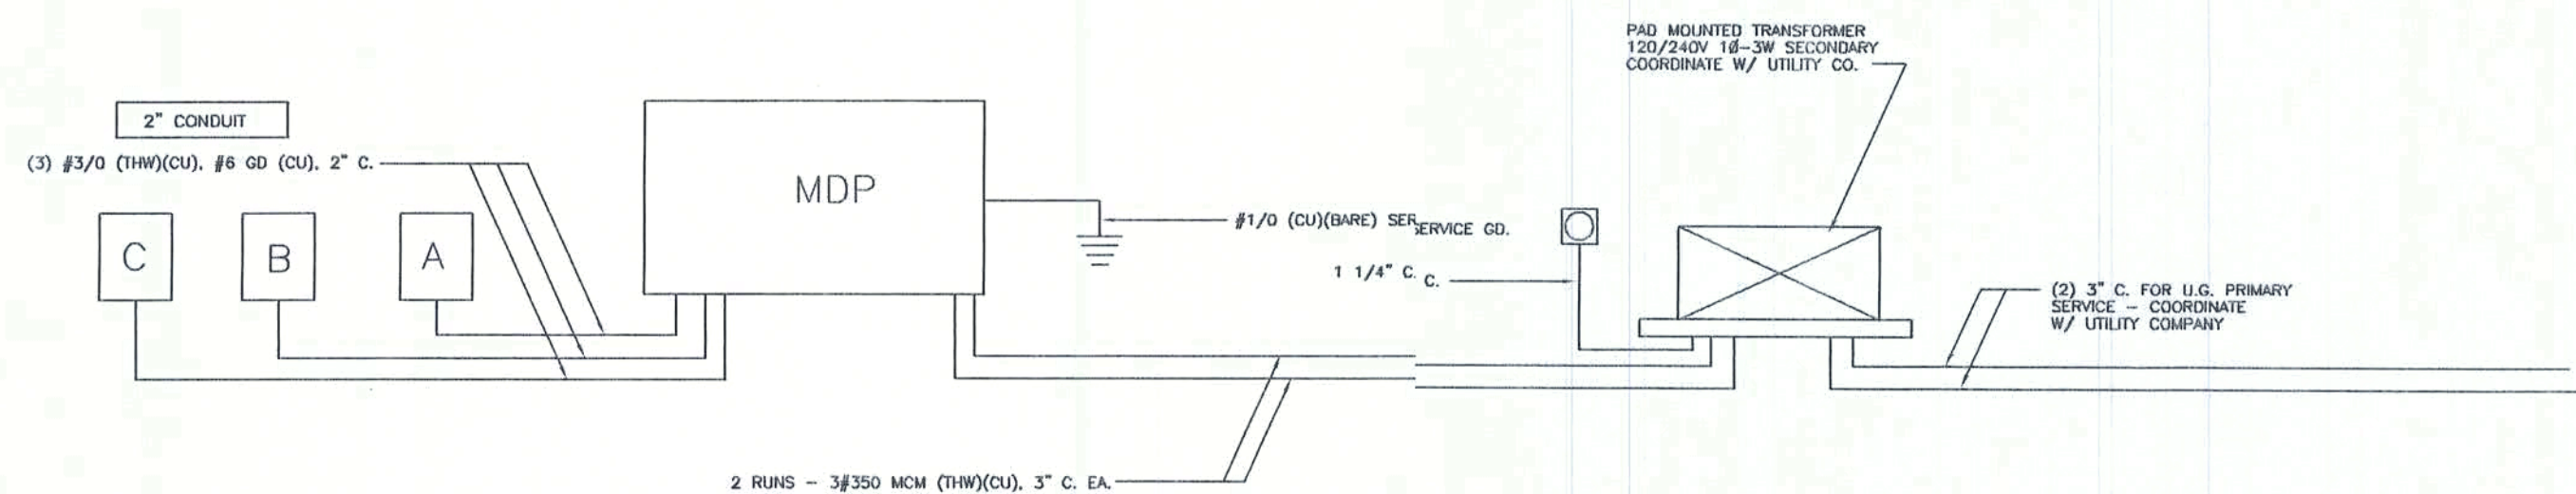 PAD MOUNTED TRANSFORMER
120/240V 1Ø-3W SECONDARY
COORDINATE W/ UTILITY CO.
2" CONDUIT
(3) #3/0 (THW)(CU), #6 GD (CU), 2" C.
MDP
C
B
A
#1/0 (CU)(BARE) SER
SERVICE GD.
1 1/4" C.
C.
(2) 3" C. FOR U.G. PRIMARY
SERVICE - COORDINATE
W/ UTILITY COMPANY
2 RUNS - 3#350 MCM (THW)(CU), 3" C. EA.